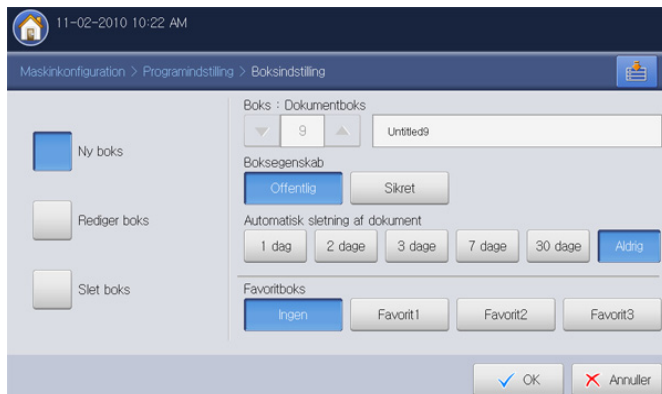 11-02-2010 10:22 AM
Maskinkonfiguration > Programindstilling > Boksindstilling
Ny boks
Rediger boks
Slet boks
Boks : Dokumentboks
9 Untitled9
Boksegenskab
Offentlig Sikret
Automatisk sletning af dokument
1 dag 2 dage 3 dage 7 dage 30 dage Aldrig
Favoritboks
Ingen Favorit1 Favorit2 Favorit3
OK Annuller